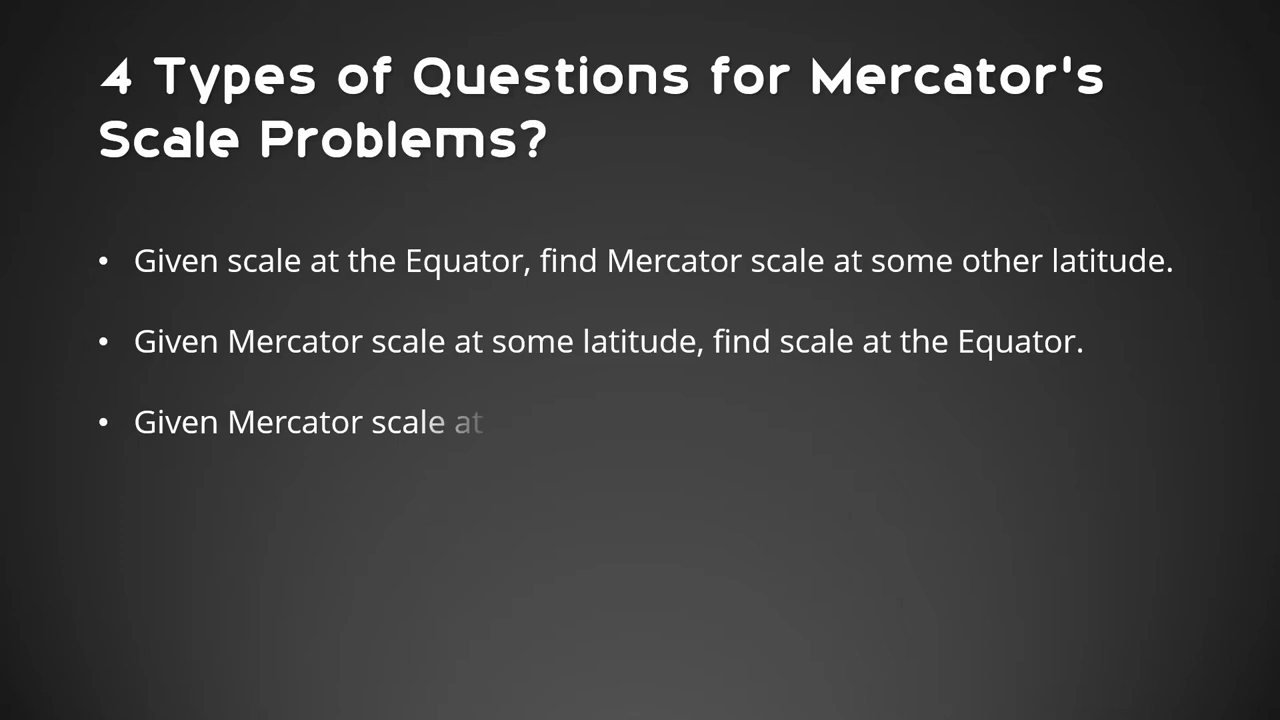 4 Types of Questions for Mercator's
Scale Problems?
• Given scale at the Equator, find Mercator scale at some other latitude.
• Given Mercator scale at some latitude, find scale at the Equator.
• Given Mercator scale at